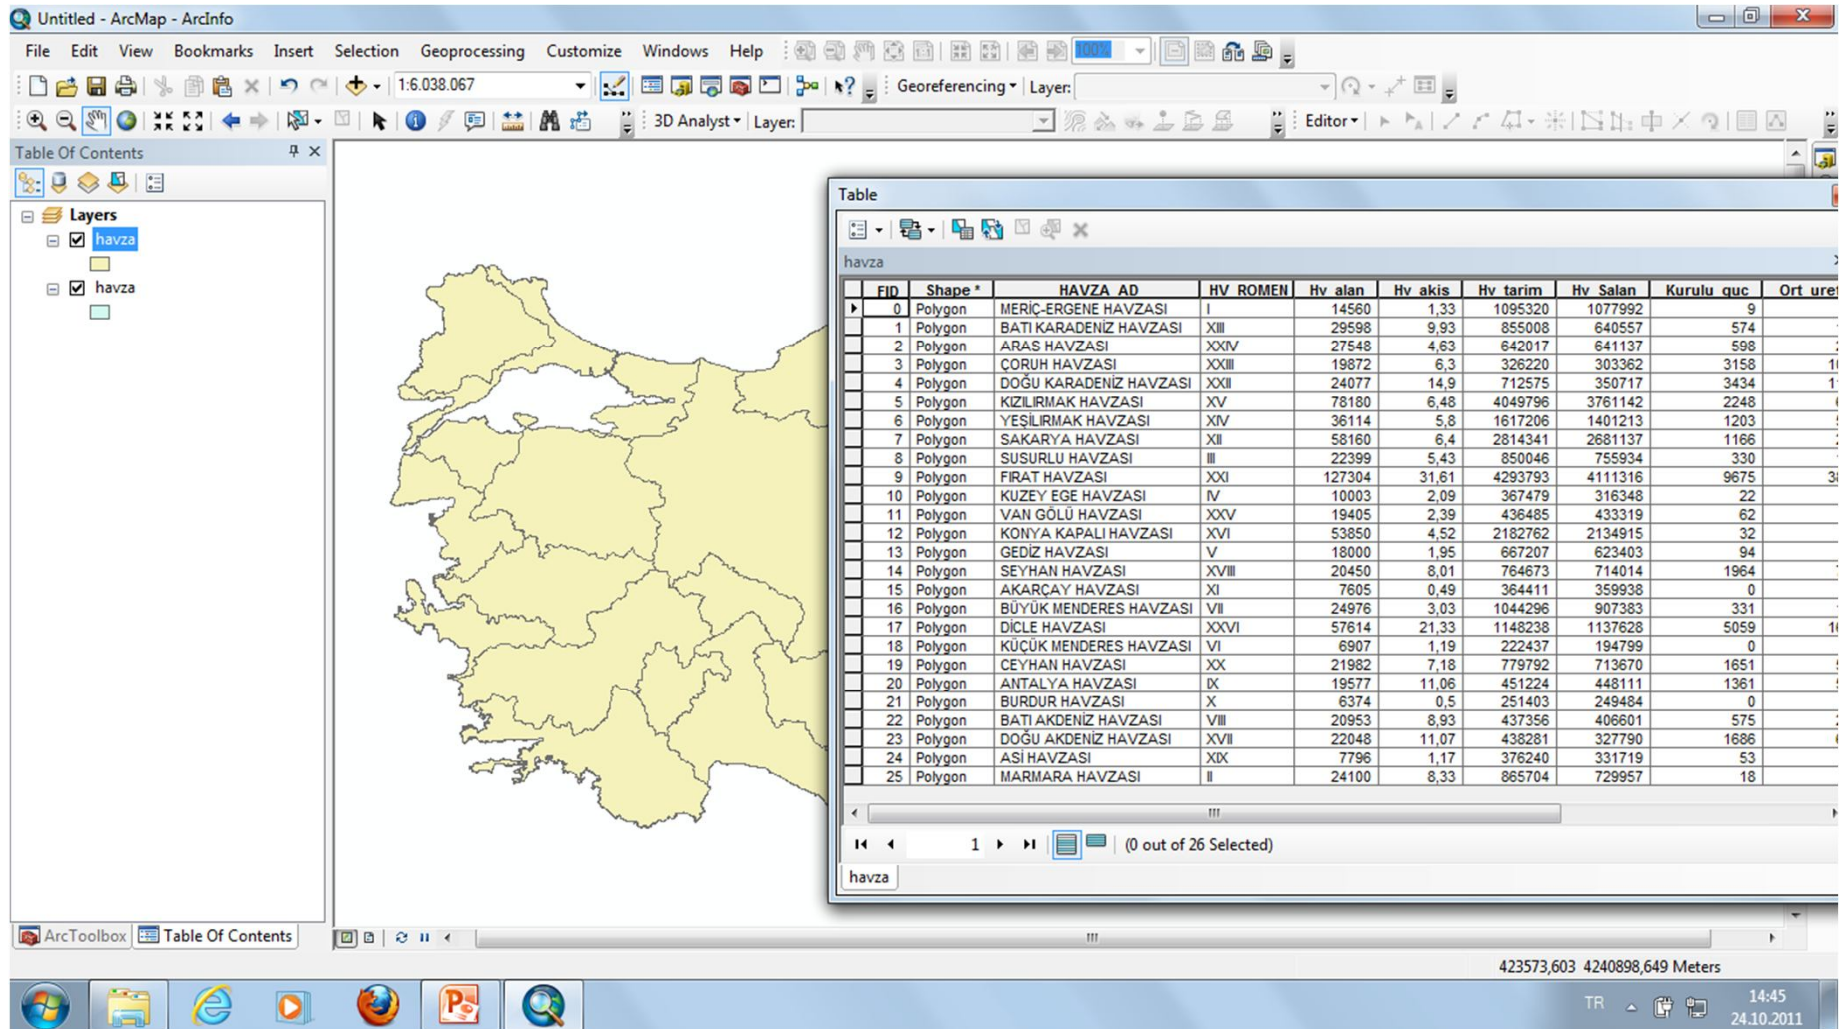 Untitled - ArcMap - ArcInfo
File Edit View Bookmarks Insert Selection Geoprocessing Customize Windows Help 100%
1:6.038.067 Georeferencing Layer:
3D Analyst Layer: Editor
Table Of Contents
Layers
havza
havza
Table
havza
FID Shape * HAVZA_AD HV_ROMEN Hv_alan Hv_akis Hv_tarim Hv_Salan Kurulu_guc Ort_uret
0 Polygon MERİÇ-ERGENE HAVZASI I 14560 1,33 1095320 1077992 9
1 Polygon BATI KARADENİZ HAVZASI XIII 29598 9,93 855008 640557 574
2 Polygon ARAS HAVZASI XXIV 27548 4,63 642017 641137 598
3 Polygon ÇORUH HAVZASI XXIII 19872 6,3 326220 303362 3158
4 Polygon DOĞU KARADENİZ HAVZASI XXII 24077 14,9 712575 350717 3434
5 Polygon KIZILIRMAK HAVZASI XV 78180 6,48 4049796 3761142 2248
6 Polygon YEŞİLIRMAK HAVZASI XIV 36114 5,8 1617206 1401213 1203
7 Polygon SAKARYA HAVZASI XII 58160 6,4 2814341 2681137 1166
8 Polygon SUSURLU HAVZASI III 22399 5,43 850046 755934 330
9 Polygon FIRAT HAVZASI XXI 127304 31,61 4293793 4111316 9675
10 Polygon KUZEY EGE HAVZASI IV 10003 2,09 367479 316348 22
11 Polygon VAN GÖLÜ HAVZASI XXV 19405 2,39 436485 433319 62
12 Polygon KONYA KAPALI HAVZASI XVI 53850 4,52 2182762 2134915 32
13 Polygon GEDİZ HAVZASI V 18000 1,95 667207 623403 94
14 Polygon SEYHAN HAVZASI XVIII 20450 8,01 764673 714014 1964
15 Polygon AKARÇAY HAVZASI XI 7605 0,49 364411 359938 0
16 Polygon BÜYÜK MENDERES HAVZASI VII 24976 3,03 1044296 907383 331
17 Polygon DİCLE HAVZASI XXVI 57614 21,33 1148238 1137628 5059
18 Polygon KÜÇÜK MENDERES HAVZASI VI 6907 1,19 222437 194799 0
19 Polygon CEYHAN HAVZASI XX 21982 7,18 779792 713670 1651
20 Polygon ANTALYA HAVZASI IX 19577 11,06 451224 448111 1361
21 Polygon BURDUR HAVZASI X 6374 0,5 251403 249484 0
22 Polygon BATI AKDENİZ HAVZASI VIII 20953 8,93 437356 406601 575
23 Polygon DOĞU AKDENİZ HAVZASI XVII 22048 11,07 438281 327790 1686
24 Polygon ASİ HAVZASI XIX 7796 1,17 376240 331719 53
25 Polygon MARMARA HAVZASI II 24100 8,33 865704 729957 18
1 (0 out of 26 Selected)
havza
ArcToolbox Table Of Contents
423573,603 4240898,649 Meters
TR 14:45
24.10.2011